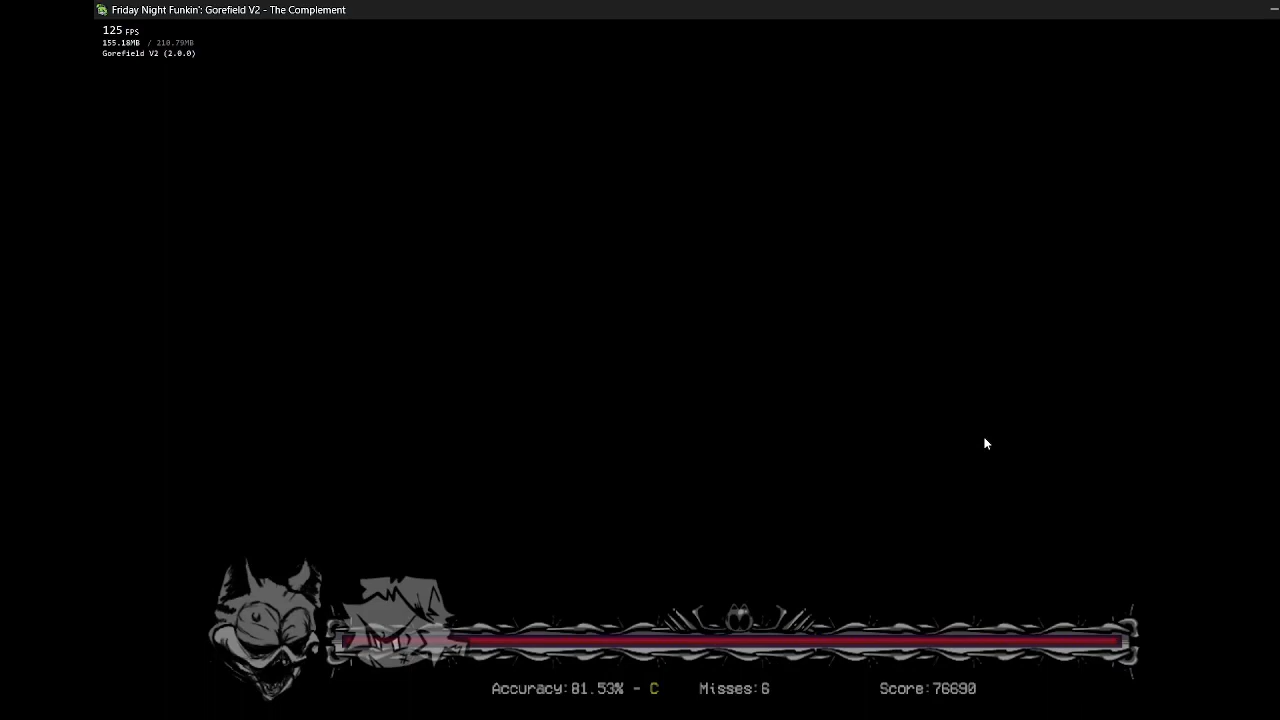 Friday Night Funkin': Gorefield V2 - The Complement
125 FPS
155.18MB / 210.79MB
Gorefield V2 (2.0.0)
Accuracy:81.53% - C Misses:6 Score:76690